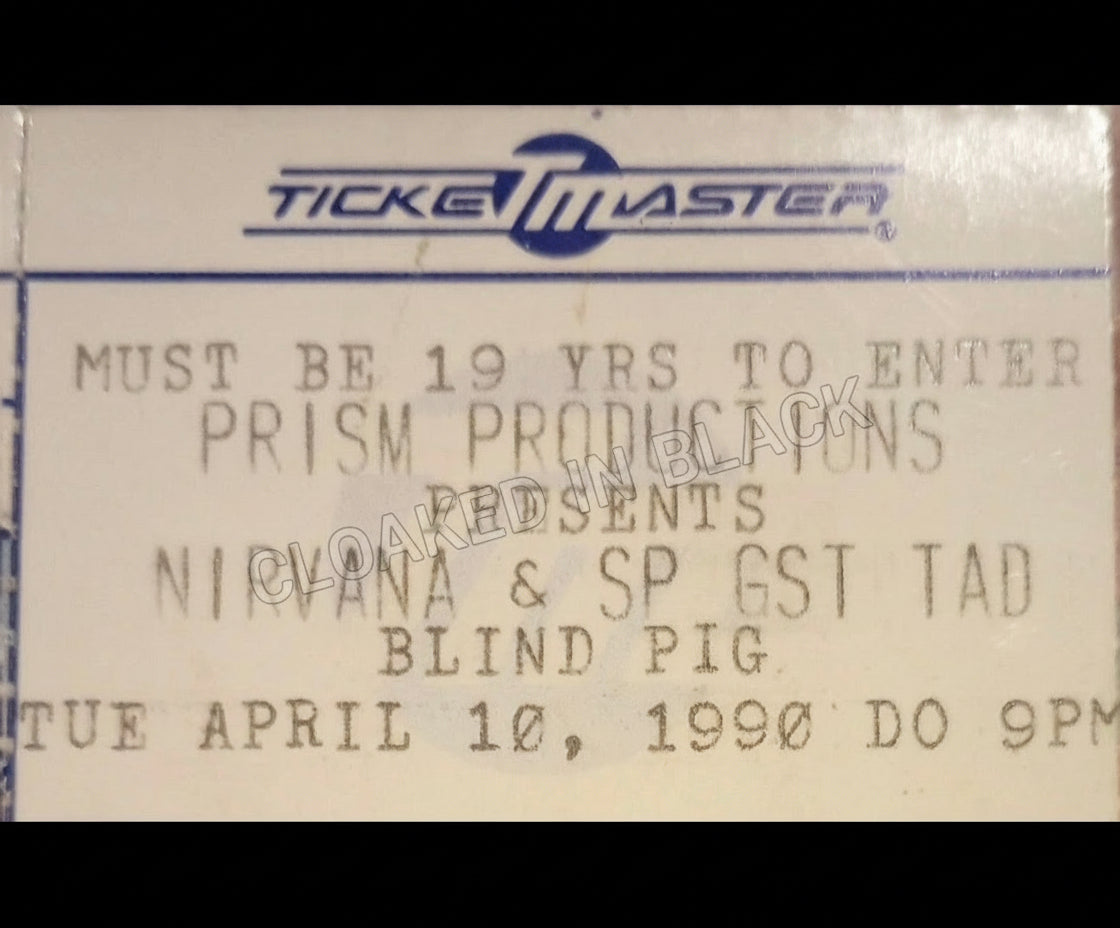 TICKETMASTER ®
MUST BE 19 YRS TO ENTER
PRISM PRODUCTIONS
PRESENTS
NIRVANA & SP GST TAD
BLIND PIG
TUE APRIL 10, 1990 DO 9PM
CLOAKED IN BLACK